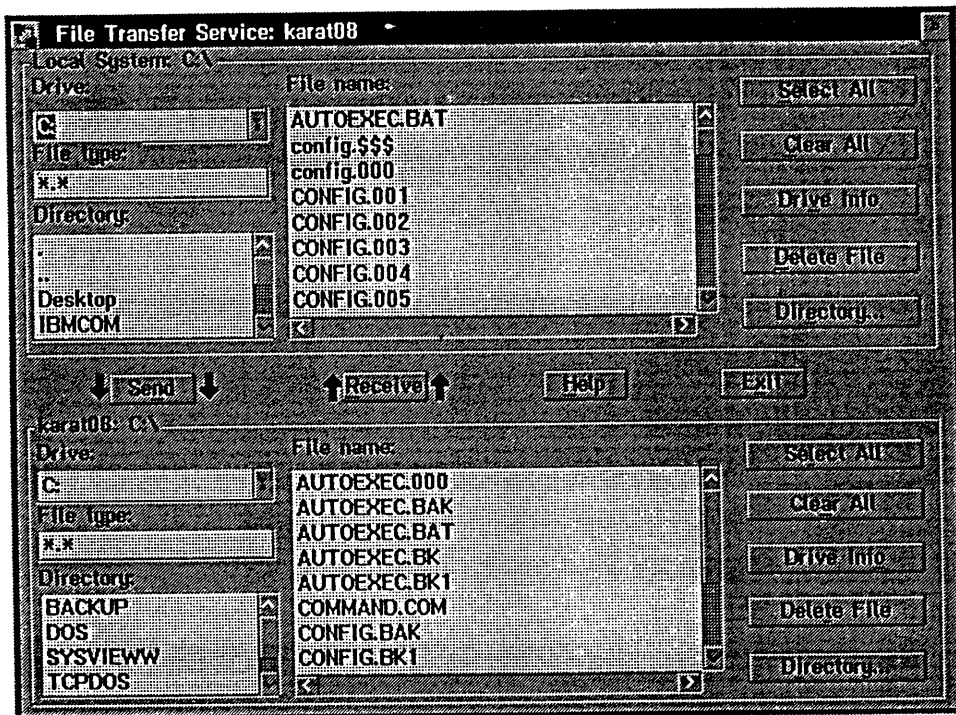 File Transfer Service: karat08
Local System: C:\
Drive:
File name:
C:
File type:
*.*
Directory:
.
..
Desktop
IBMCOM
AUTOEXEC.BAT
config.$$$
config.000
CONFIG.001
CONFIG.002
CONFIG.003
CONFIG.004
CONFIG.005
Select All
Clear All
Drive Info
Delete File
Directory...
Send
Receive
Help
EXIT
karat08: C:\
Drive:
File name:
C:
File type:
*.*
Directory:
BACKUP
DOS
SYSVIEWW
TCPDOS
AUTOEXEC.000
AUTOEXEC.BAK
AUTOEXEC.BAT
AUTOEXEC.BK
AUTOEXEC.BK1
COMMAND.COM
CONFIG.BAK
CONFIG.BK1
Select All
Clear All
Drive Info
Delete File
Directory...